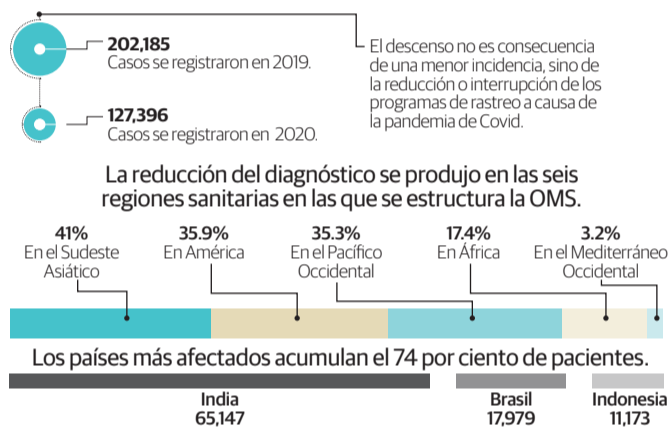 202,185
Casos se registraron en 2019.
El descenso no es consecuencia
de una menor incidencia, sino de
la reducción o interrupción de los
programas de rastreo a causa de
la pandemia de Covid.
127,396
Casos se registraron en 2020.
La reducción del diagnóstico se produjo en las seis
regiones sanitarias en las que se estructura la OMS.
41%
En el Sudeste
Asiático
35.9%
En América
35.3%
En el Pacífico
Occidental
17.4%
En África
3.2%
En el Mediterráneo
Occidental
Los países más afectados acumulan el 74 por ciento de pacientes.
India
65,147
Brasil
17,979
Indonesia
11,173